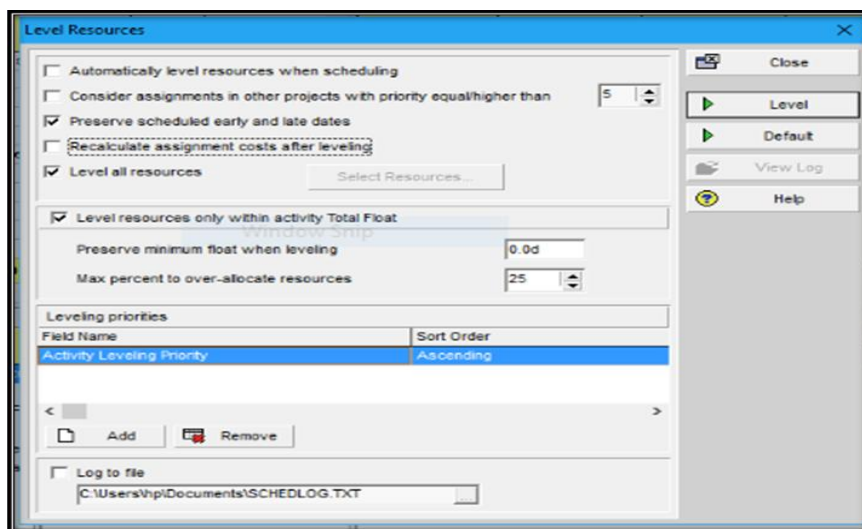 Level Resources
Automatically level resources when scheduling
Consider assignments in other projects with priority equal/higher than 5
Preserve scheduled early and late dates
Recalculate assignment costs after leveling
Level all resources Select Resources...
Level resources only within activity Total Float
Window Snip
Preserve minimum float when leveling 0.0d
Max percent to over-allocate resources 25
Leveling priorities
Field Name Sort Order
Activity Leveling Priority Ascending
Add Remove
Log to file
C:\Users\hp\Documents\SCHEDLOG.TXT ...
Close
Level
Default
View Log
Help